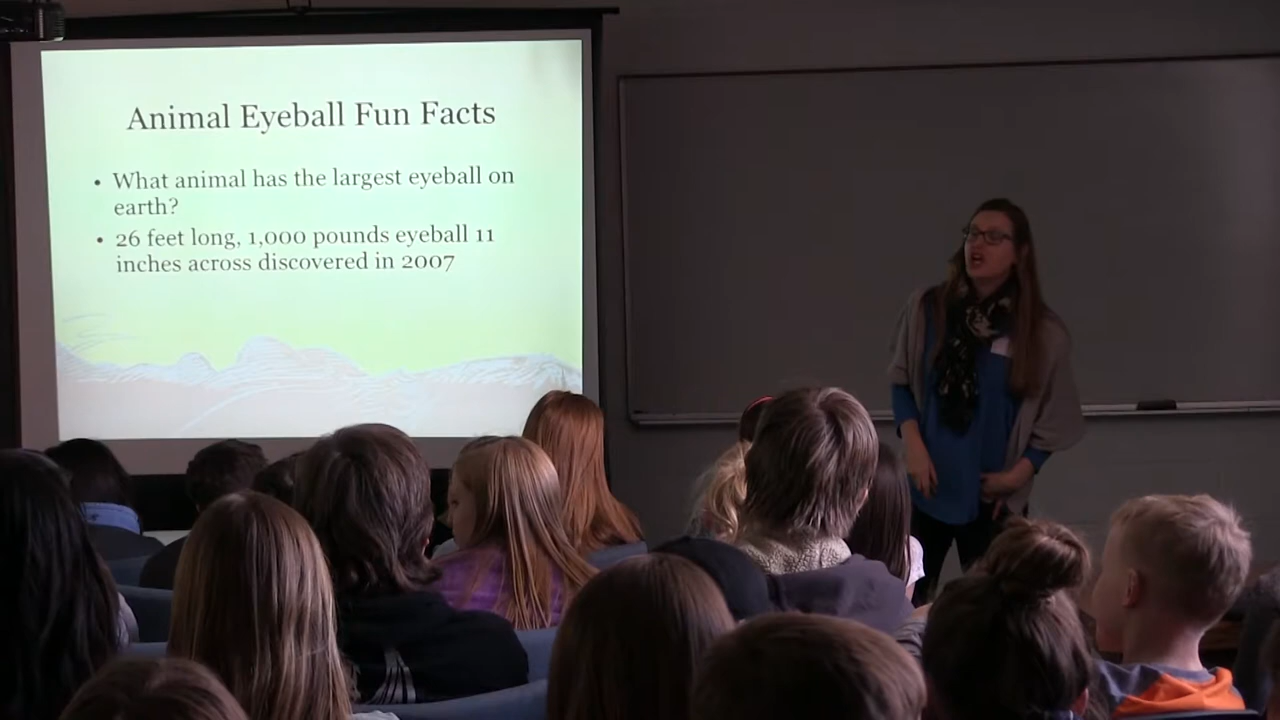 Animal Eyeball Fun Facts
• What animal has the largest eyeball on
earth?
• 26 feet long, 1,000 pounds eyeball 11
inches across discovered in 2007